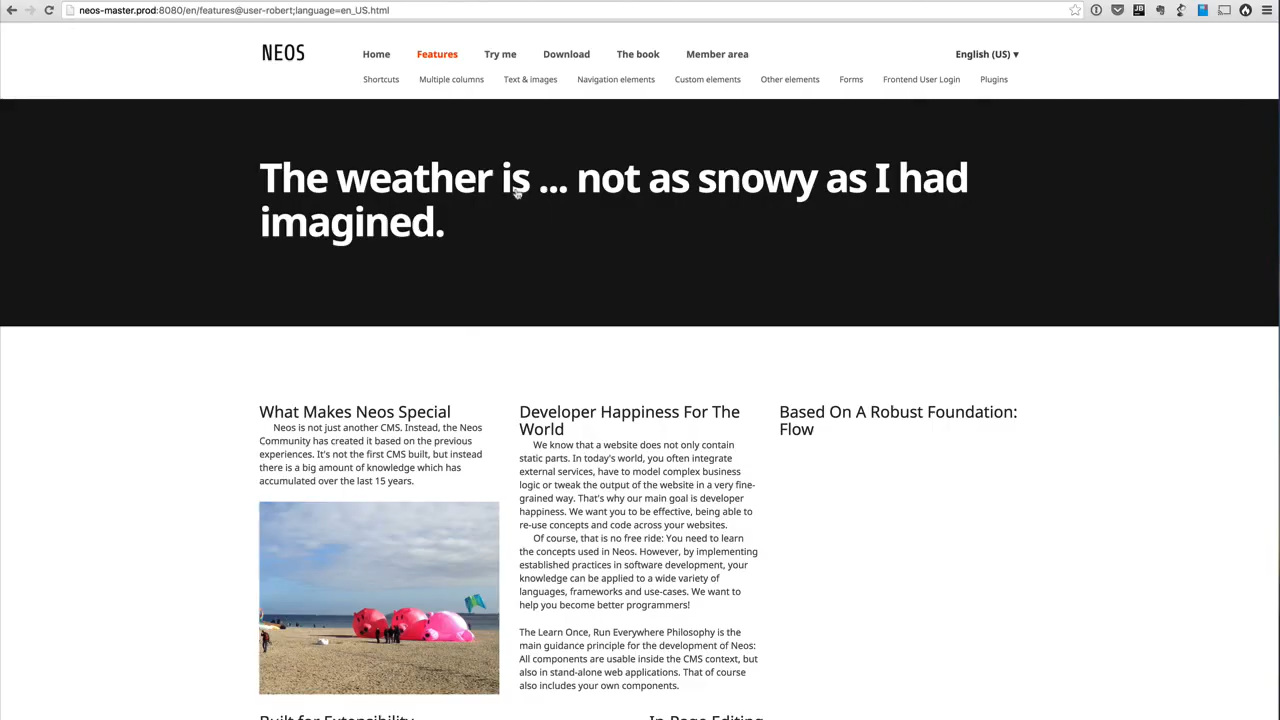 neos-master.prod:8080/en/features@user-robert;language=en_US.html
NEOS
Home Features Try me Download The book Member area English (US) ▾
Shortcuts Multiple columns Text & images Navigation elements Custom elements Other elements Forms Frontend User Login Plugins
The weather is ... not as snowy as I had
imagined.
What Makes Neos Special
Neos is not just another CMS. Instead, the Neos
Community has created it based on the previous
experiences. It's not the first CMS built, but instead
there is a big amount of knowledge which has
accumulated over the last 15 years.
Developer Happiness For The
World
We know that a website does not only contain
static parts. In today's world, you often integrate
external services, have to model complex business
logic or tweak the output of the website in a very fine-
grained way. That's why our main goal is developer
happiness. We want you to be effective, being able to
re-use concepts and code across your websites.
Of course, that is no free ride: You need to learn
the concepts used in Neos. However, by implementing
established practices in software development, your
knowledge can be applied to a wide variety of
languages, frameworks and use-cases. We want to
help you become better programmers!
The Learn Once, Run Everywhere Philosophy is the
main guidance principle for the development of Neos:
All components are usable inside the CMS context, but
also in stand-alone web applications. That of course
also includes your own components.
Based On A Robust Foundation:
Flow
Built for Extensibility
In-Page Editing